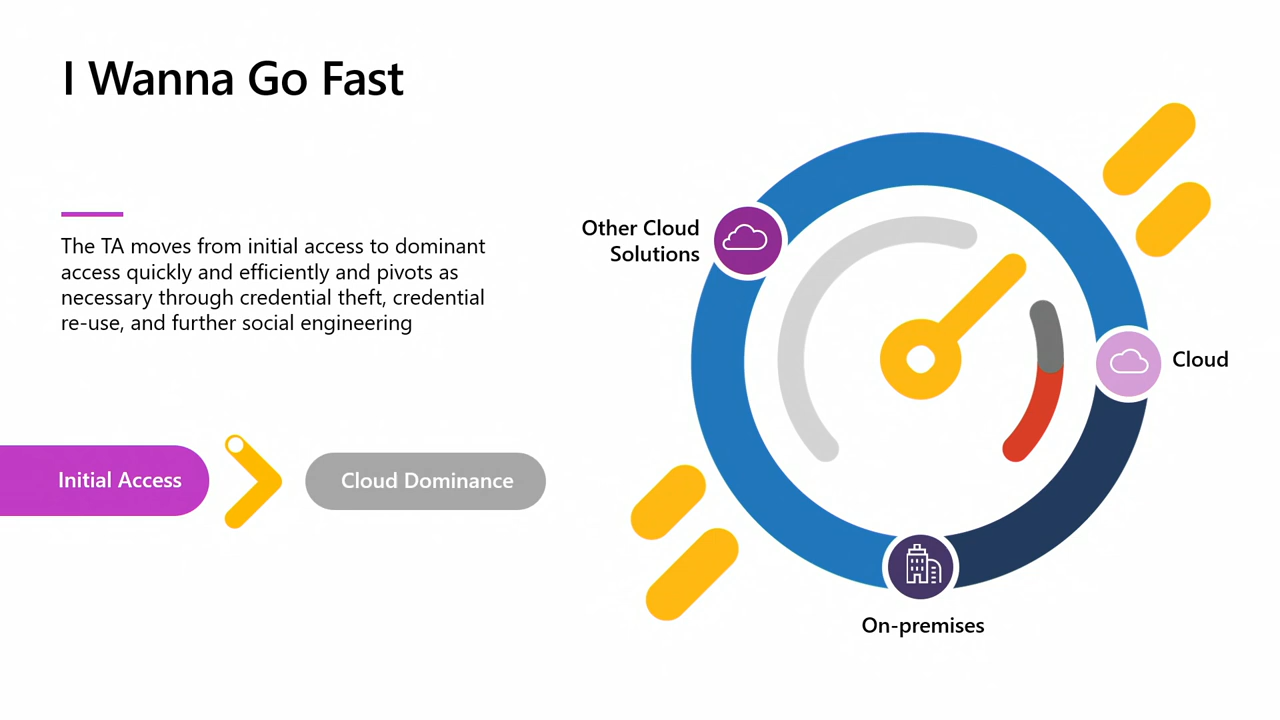 I Wanna Go Fast
The TA moves from initial access to dominant
access quickly and efficiently and pivots as
necessary through credential theft, credential
re-use, and further social engineering
Initial Access
Cloud Dominance
Other Cloud
Solutions
Cloud
On-premises